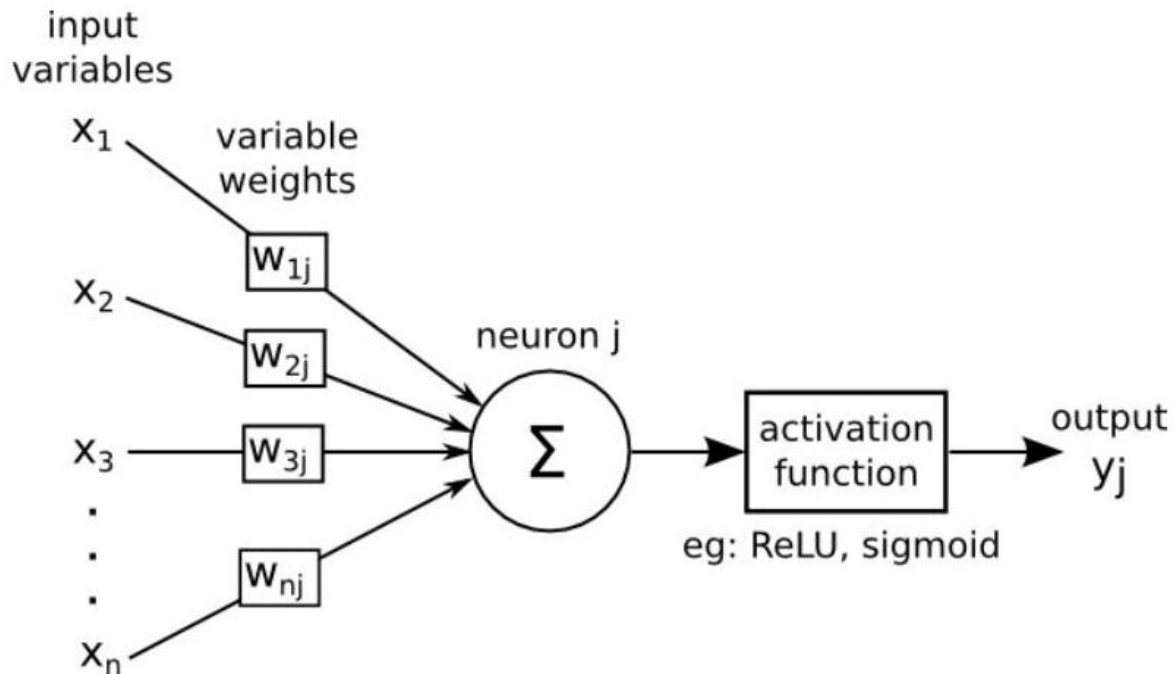 input
variables
x₁
variable
weights
w₁ⱼ
x₂
w₂ⱼ
x₃
w₃ⱼ
.
.
.
wₙⱼ
xₙ
neuron j
Σ
activation
function
eg: ReLU, sigmoid
output
yⱼ